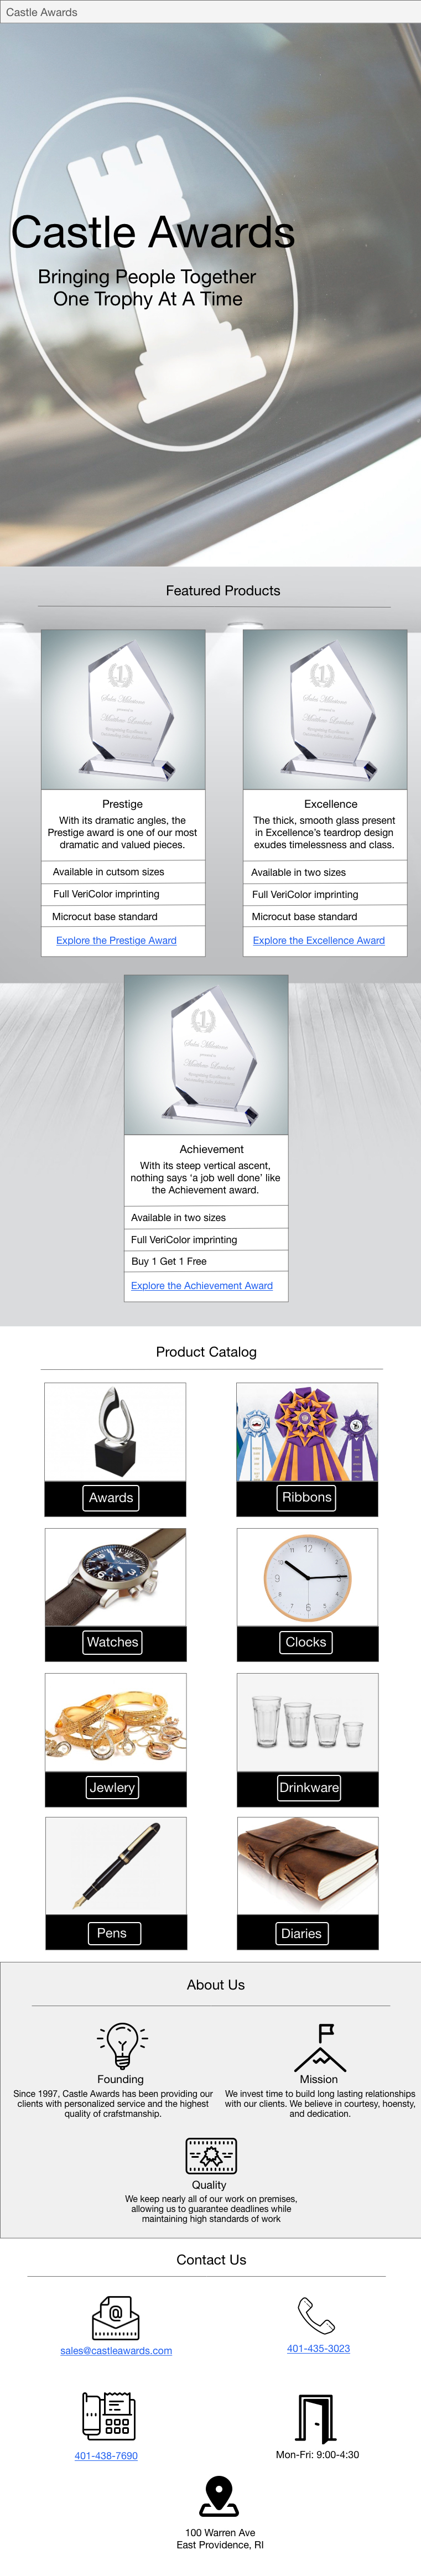 Castle Awards
Castle Awards
Bringing People Together
One Trophy At A Time
Featured Products
Prestige
With its dramatic angles, the
Prestige award is one of our most
dramatic and valued pieces.
Available in cutsom sizes
Full VeriColor imprinting
Microcut base standard
Explore the Prestige Award
Excellence
The thick, smooth glass present
in Excellence's teardrop design
exudes timelessness and class.
Available in two sizes
Full VeriColor imprinting
Microcut base standard
Explore the Excellence Award
Achievement
With its steep vertical ascent,
nothing says ‘a job well done’ like
the Achievement award.
Available in two sizes
Full VeriColor imprinting
Buy 1 Get 1 Free
Explore the Achievement Award
Product Catalog
Awards
Ribbons
Watches
Clocks
Jewlery
Drinkware
Pens
Diaries
About Us
Founding
Since 1997, Castle Awards has been providing our
clients with personalized service and the highest
quality of crafstmanship.
Mission
We invest time to build long lasting relationships
with our clients. We believe in courtesy, hoensty,
and dedication.
Quality
We keep nearly all of our work on premises,
allowing us to guarantee deadlines while
maintaining high standards of work
Contact Us
sales@castleawards.com
401-435-3023
401-438-7690
Mon-Fri: 9:00-4:30
100 Warren Ave
East Providence, RI